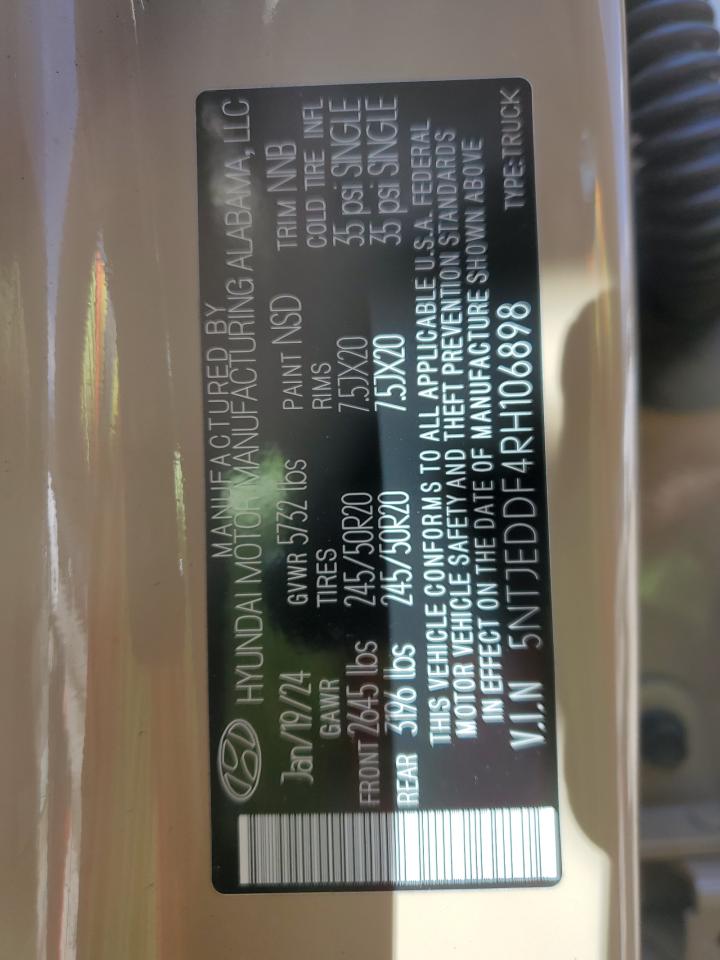 MANUFACTURED BY
HYUNDAI MOTOR MANUFACTURING ALABAMA, LLC
Jan/19/24 GVWR 5732 lbs PAINT NSD TRIM NNB
GAWR TIRES RIMS COLD TIRE INFL
FRONT 2645 lbs 245/50R20 7.5JX20 35 psi SINGLE
REAR 3196 lbs 245/50R20 7.5JX20 35 psi SINGLE
THIS VEHICLE CONFORMS TO ALL APPLICABLE U.S.A. FEDERAL
MOTOR VEHICLE SAFETY AND THEFT PREVENTION STANDARDS
IN EFFECT ON THE DATE OF MANUFACTURE SHOWN ABOVE
V.I.N 5NTJEDDF4RH106898 TYPE:TRUCK